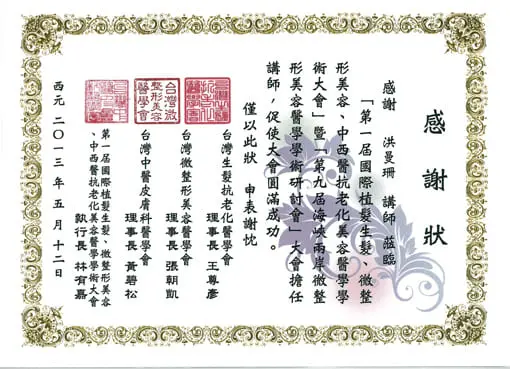 感謝狀
感謝 洪曼珊 講師 蒞臨
「第一屆國際植髮生髮、微整
形美容、中西醫抗老化美容醫學學
術大會」暨「第九屆海峽兩岸微整
形美容醫學學術研討會」大會擔任
講師，促使大會圓滿成功。
僅以此狀 申表謝忱
台灣生髮抗老化醫學會
理事長 王尊彥
台灣微整形美容醫學會
理事長 張朝凱
台灣中醫皮膚科醫學會
理事長 黃碧松
第一屆國際植髮生髮、微整形美容
、中西醫抗老化美容醫學學術大會
執行長 林有嘉
西元 二〇一三年五月十二日
台灣微
整形美容
醫學會